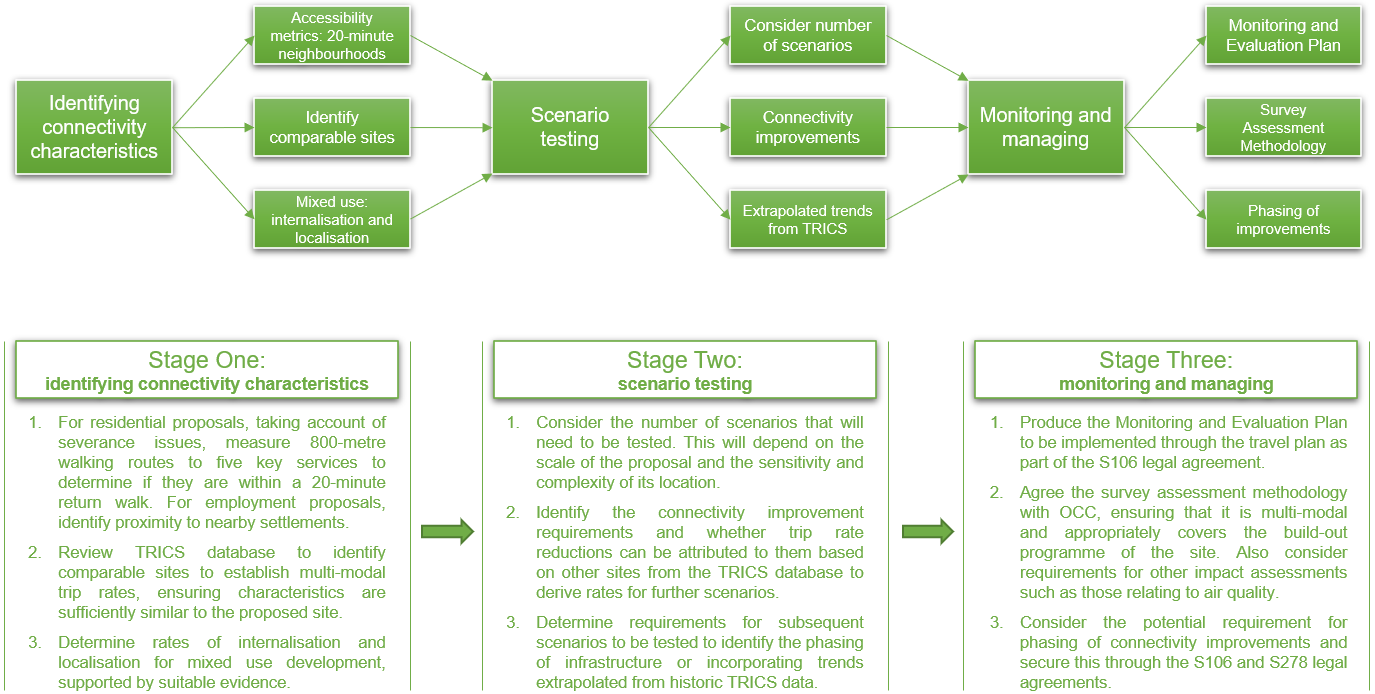 Identifying
connectivity
characteristics
Accessibility
metrics: 20-minute
neighbourhoods
Identify
comparable sites
Mixed use:
internalisation and
localisation
Scenario
testing
Consider number
of scenarios
Connectivity
improvements
Extrapolated trends
from TRICS
Monitoring and
managing
Monitoring and
Evaluation Plan
Survey
Assessment
Methodology
Phasing of
improvements
Stage One:
identifying connectivity characteristics
1. For residential proposals, taking account of
severance issues, measure 800-metre
walking routes to five key services to
determine if they are within a 20-minute
return walk. For employment proposals,
identify proximity to nearby settlements.
2. Review TRICS database to identify
comparable sites to establish multi-modal
trip rates, ensuring characteristics are
sufficiently similar to the proposed site.
3. Determine rates of internalisation and
localisation for mixed use development,
supported by suitable evidence.
Stage Two:
scenario testing
1. Consider the number of scenarios that will
need to be tested. This will depend on the
scale of the proposal and the sensitivity and
complexity of its location.
2. Identify the connectivity improvement
requirements and whether trip rate
reductions can be attributed to them based
on other sites from the TRICS database to
derive rates for further scenarios.
3. Determine requirements for subsequent
scenarios to be tested to identify the phasing
of infrastructure or incorporating trends
extrapolated from historic TRICS data.
Stage Three:
monitoring and managing
1. Produce the Monitoring and Evaluation Plan
to be implemented through the travel plan as
part of the S106 legal agreement.
2. Agree the survey assessment methodology
with OCC, ensuring that it is multi-modal
and appropriately covers the build-out
programme of the site. Also consider
requirements for other impact assessments
such as those relating to air quality.
3. Consider the potential requirement for
phasing of connectivity improvements and
secure this through the S106 and S278 legal
agreements.